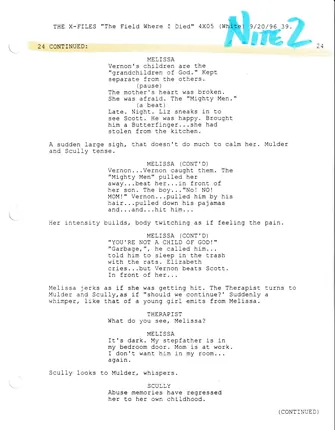 THE X-FILES "The Field Where I Died" 4X05 (White) 9/20/96 39.
NITE 2
24 CONTINUED: 24
MELISSA
Vernon's children are the
"grandchildren of God." Kept
separate from the others.
(pause)
The mother's heart was broken.
She was afraid. The "Mighty Men."
(a beat)
Late. Night. Liz sneaks in to
see Scott. He was happy. Brought
him a Butterfinger...she had
stolen from the kitchen.
A sudden large sigh, that doesn't do much to calm her. Mulder
and Scully tense.
MELISSA (CONT'D)
Vernon...Vernon caught them. The
"Mighty Men" pulled her
away...beat her...in front of
her son. The boy..."No! NO!
MOM!" Vernon...pulled him by his
hair...pulled down his pajamas
and...and...hit him...
Her intensity builds, body twitching as if feeling the pain.
MELISSA (CONT'D)
"YOU'RE NOT A CHILD OF GOD!"
"Garbage,", he called him...
told him to sleep in the trash
with the rats. Elizabeth
cries...but Vernon beats Scott.
In front of her...
Melissa jerks as if she was getting hit. The Therapist turns to
Mulder and Scully,as if "should we continue?' Suddenly a
whimper, like that of a young girl emits from Melissa.
THERAPIST
What do you see, Melissa?
MELISSA
It's dark. My stepfather is in
my bedroom door. Mom is at work.
I don't want him in my room...
again.
Scully looks to Mulder, whispers.
SCULLY
Abuse memories have regressed
her to her own childhood.
(CONTINUED)